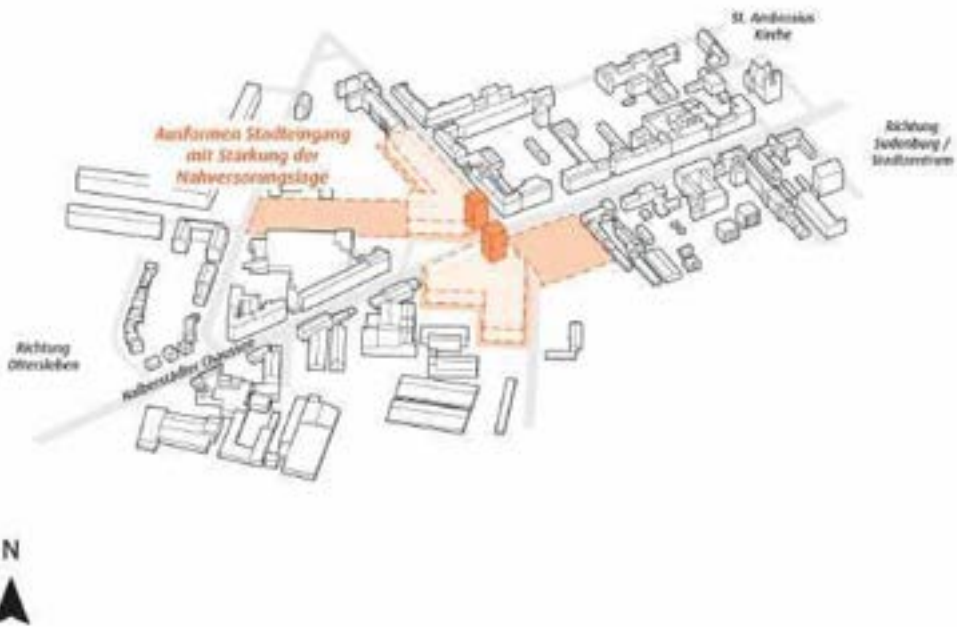 St. Ambrosius
Kirche
Richtung
Sudenburg /
Stadtzentrum
Ausformen Stadteingang
mit Stärkung der
Nahversorgungslage
Richtung
Ottersleben
Halberstädter Chaussee
N